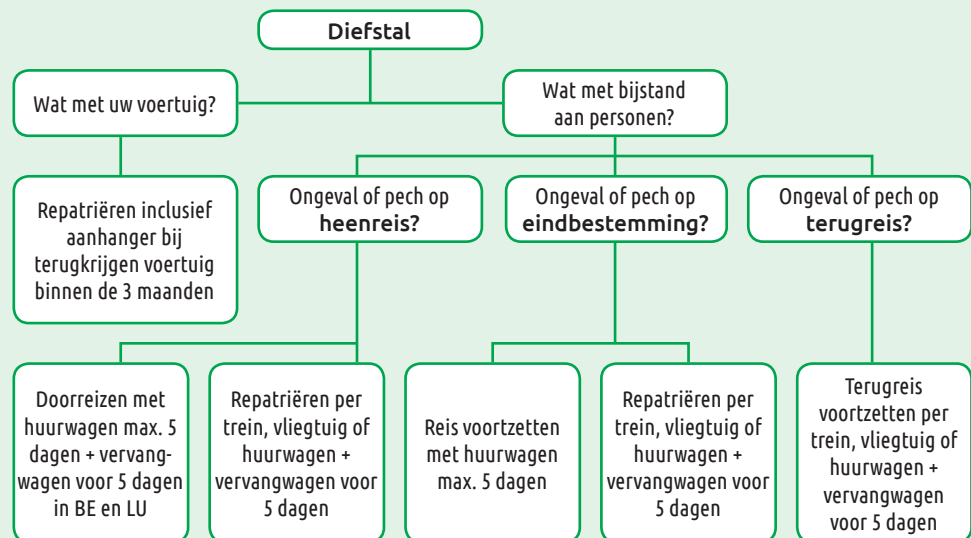 Diefstal
Wat met uw voertuig?
Wat met bijstand
aan personen?
Repatriëren inclusief
aanhanger bij
terugkrijgen voertuig
binnen de 3 maanden
Ongeval of pech op
heenreis?
Ongeval of pech op
eindbestemming?
Ongeval of pech op
terugreis?
Doorreizen met
huurwagen max. 5
dagen + vervang-
wagen voor 5 dagen
in BE en LU
Repatriëren per
trein, vliegtuig of
huurwagen +
vervangwagen voor
5 dagen
Reis voortzetten
met huurwagen
max. 5 dagen
Repatriëren per
trein, vliegtuig of
huurwagen +
vervangwagen voor
5 dagen
Terugreis
voortzetten per
trein, vliegtuig of
huurwagen +
vervangwagen
voor 5 dagen